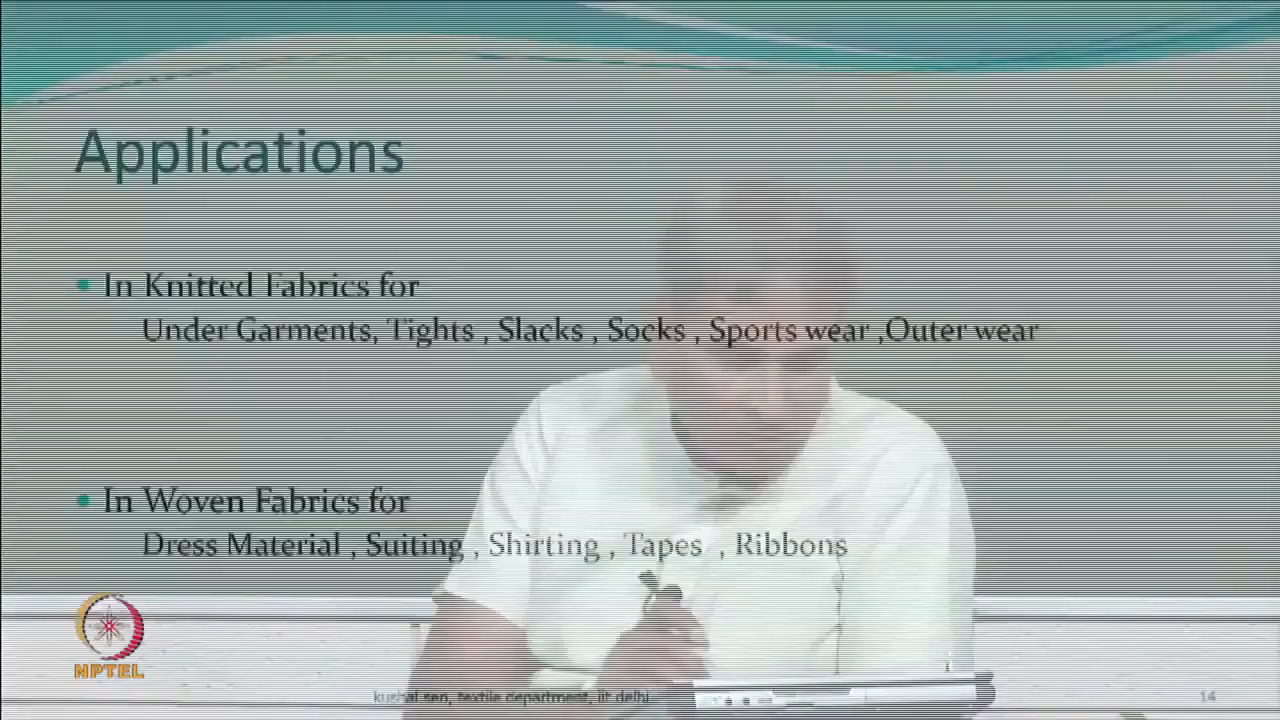 Applications
In Knitted Fabrics for
Under Garments, Tights , Slacks , Socks , Sports wear ,Outer wear
In Woven Fabrics for
Dress Material , Suiting , Shirting , Tapes , Ribbons
NPTEL
kushal sen, textile department, iit delhi
14